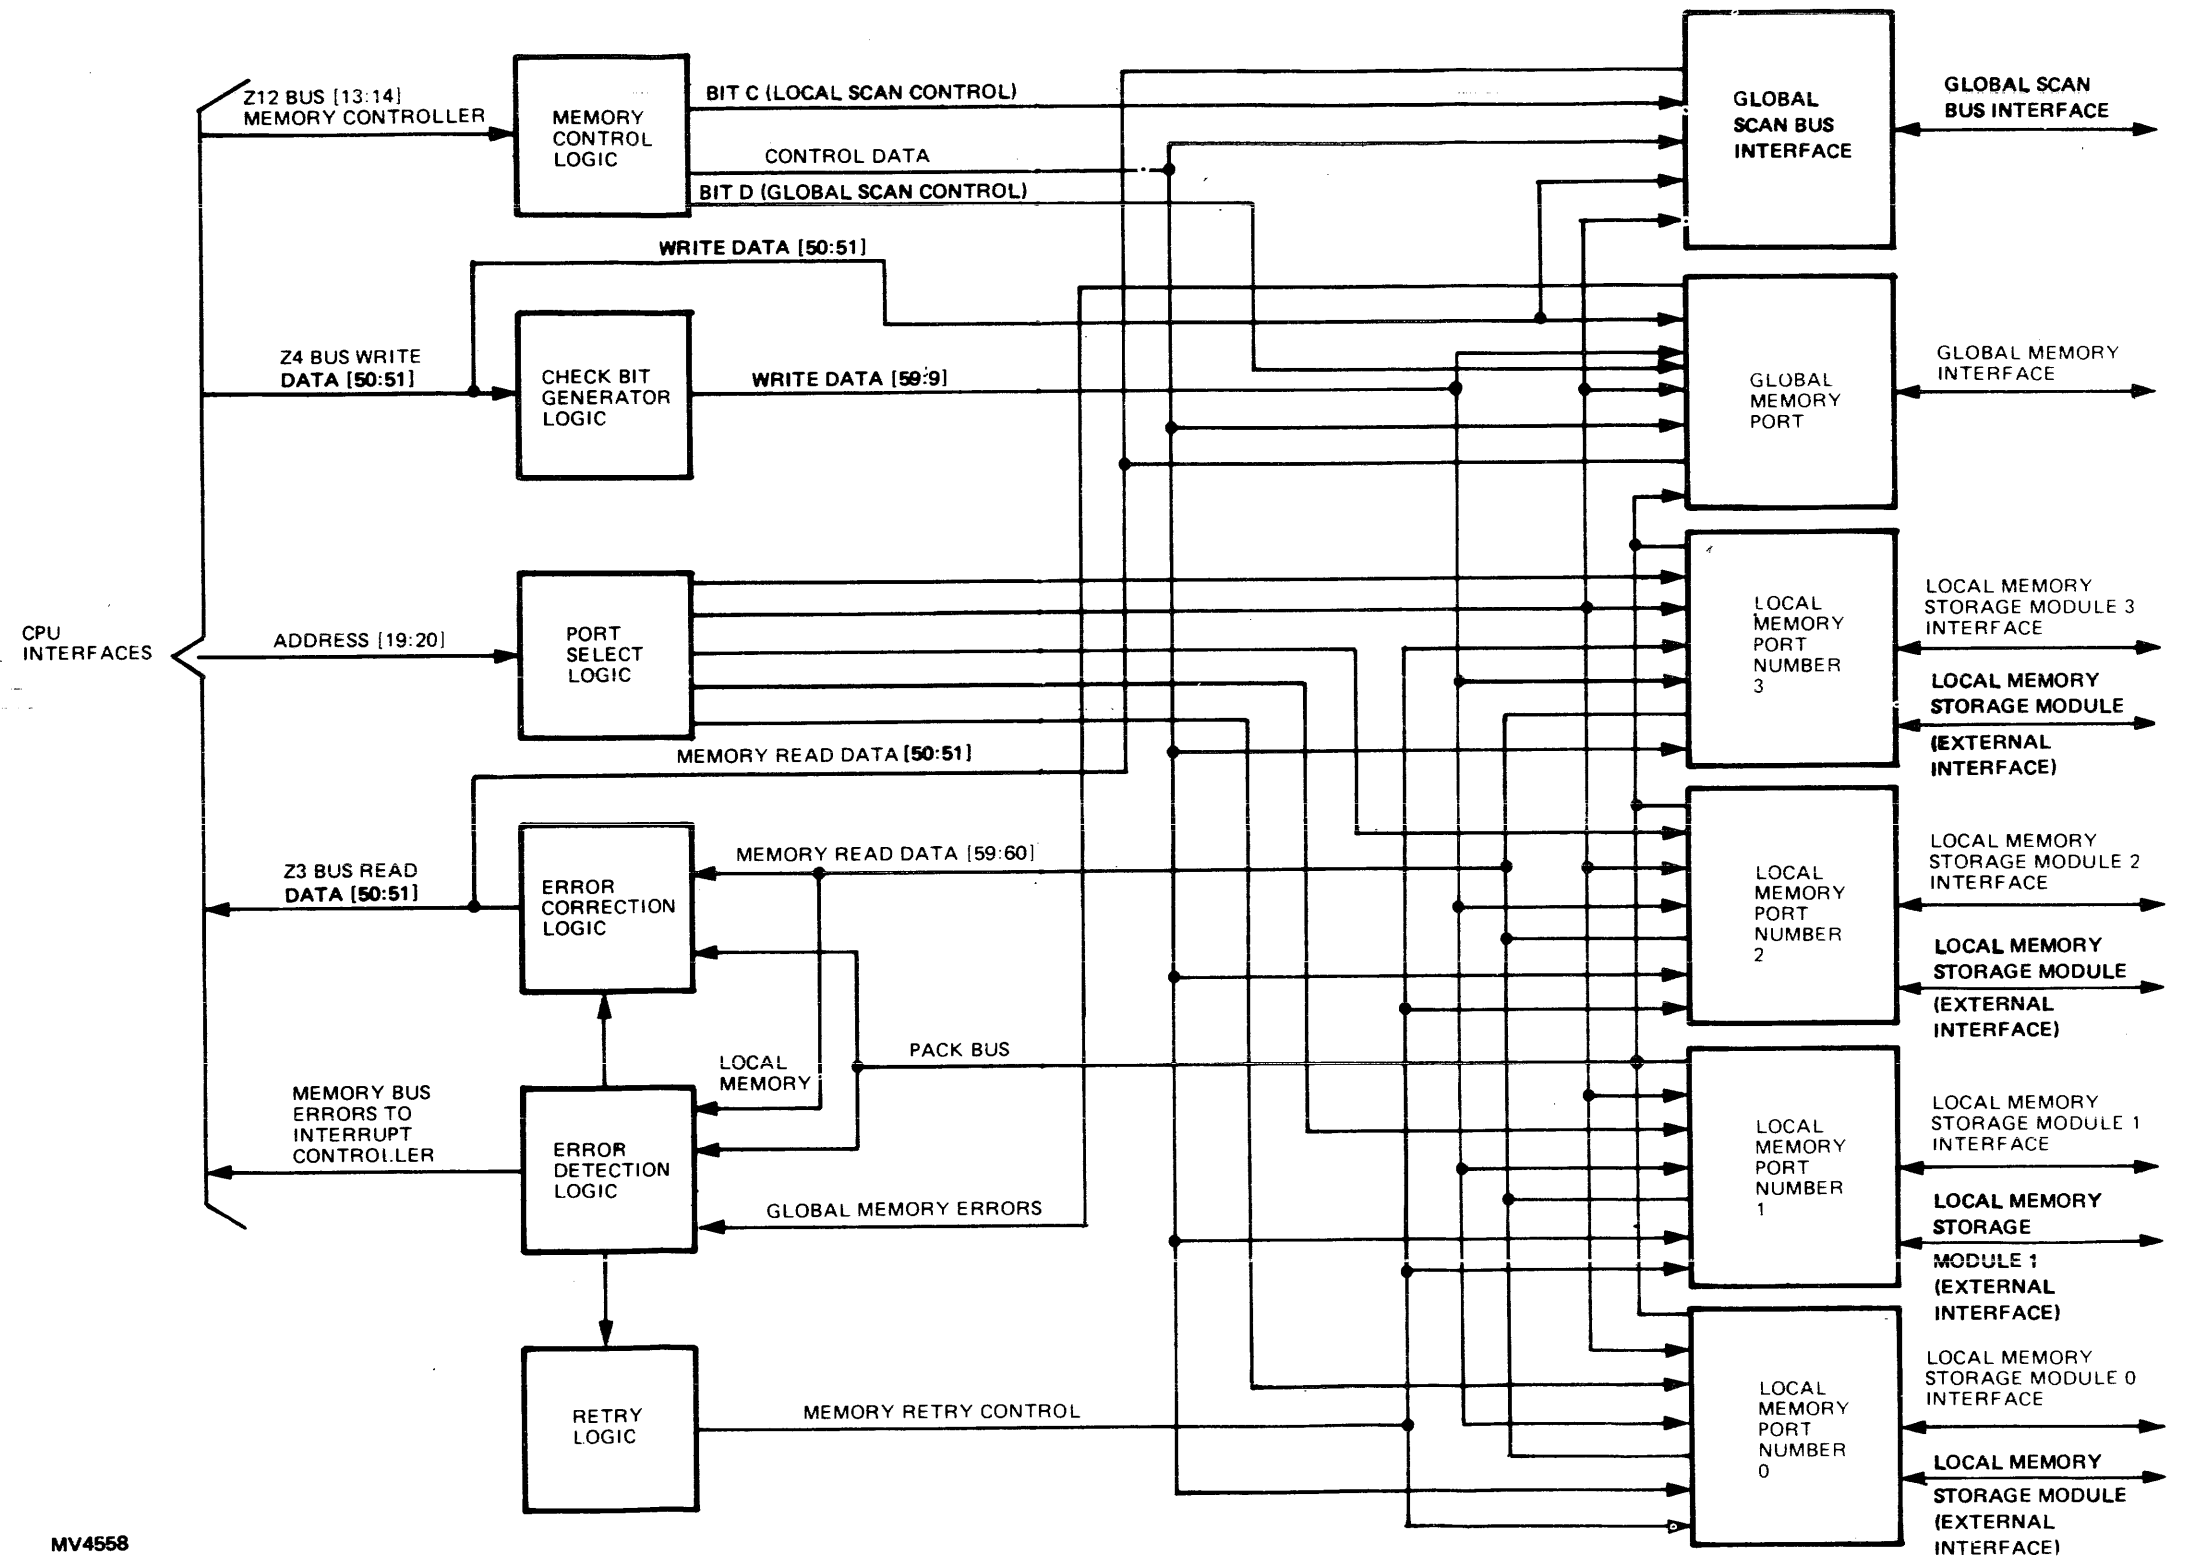 Z12 BUS [13:14]
MEMORY CONTROLLER
MEMORY
CONTROL
LOGIC
BIT C (LOCAL SCAN CONTROL)
CONTROL DATA
BIT D (GLOBAL SCAN CONTROL)
GLOBAL
SCAN BUS
INTERFACE
GLOBAL SCAN
BUS INTERFACE
WRITE DATA [50:51]
Z4 BUS WRITE
DATA [50:51]
CHECK BIT
GENERATOR
LOGIC
WRITE DATA [59:9]
GLOBAL
MEMORY
PORT
GLOBAL MEMORY
INTERFACE
CPU
INTERFACES
ADDRESS [19:20]
PORT
SELECT
LOGIC
LOCAL
MEMORY
PORT
NUMBER
3
LOCAL MEMORY
STORAGE MODULE 3
INTERFACE
LOCAL MEMORY
STORAGE MODULE
(EXTERNAL
INTERFACE)
MEMORY READ DATA [50:51]
Z3 BUS READ
DATA [50:51]
ERROR
CORRECTION
LOGIC
MEMORY READ DATA [59:60]
LOCAL
MEMORY
PORT
NUMBER
2
LOCAL MEMORY
STORAGE MODULE 2
INTERFACE
LOCAL MEMORY
STORAGE MODULE
(EXTERNAL
INTERFACE)
PACK BUS
LOCAL
MEMORY
MEMORY BUS
ERRORS TO
INTERRUPT
CONTROLLER
ERROR
DETECTION
LOGIC
GLOBAL MEMORY ERRORS
LOCAL
MEMORY
PORT
NUMBER
1
LOCAL MEMORY
STORAGE MODULE 1
INTERFACE
LOCAL MEMORY
STORAGE
MODULE 1
(EXTERNAL
INTERFACE)
RETRY
LOGIC
MEMORY RETRY CONTROL
LOCAL
MEMORY
PORT
NUMBER
0
LOCAL MEMORY
STORAGE MODULE 0
INTERFACE
LOCAL MEMORY
STORAGE MODULE
(EXTERNAL
INTERFACE)
MV4558